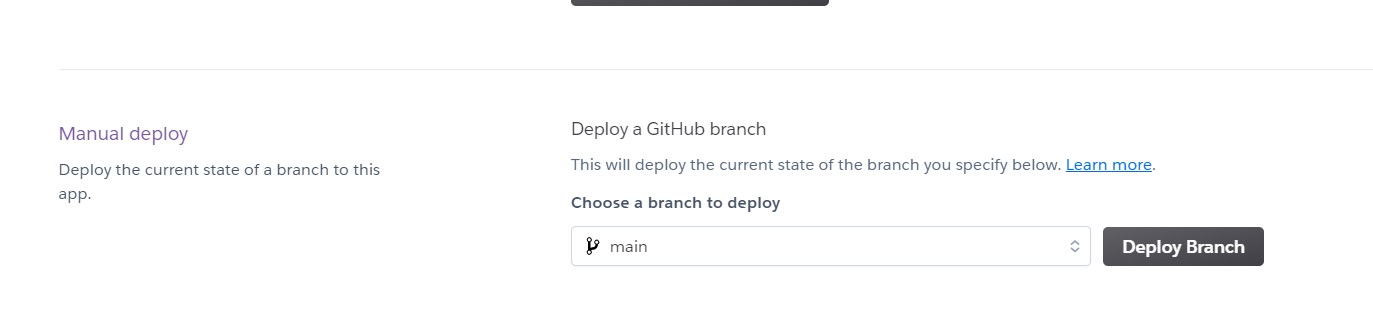 Manual deploy
Deploy the current state of a branch to this
app.
Deploy a GitHub branch
This will deploy the current state of the branch you specify below. Learn more.
Choose a branch to deploy
main
Deploy Branch